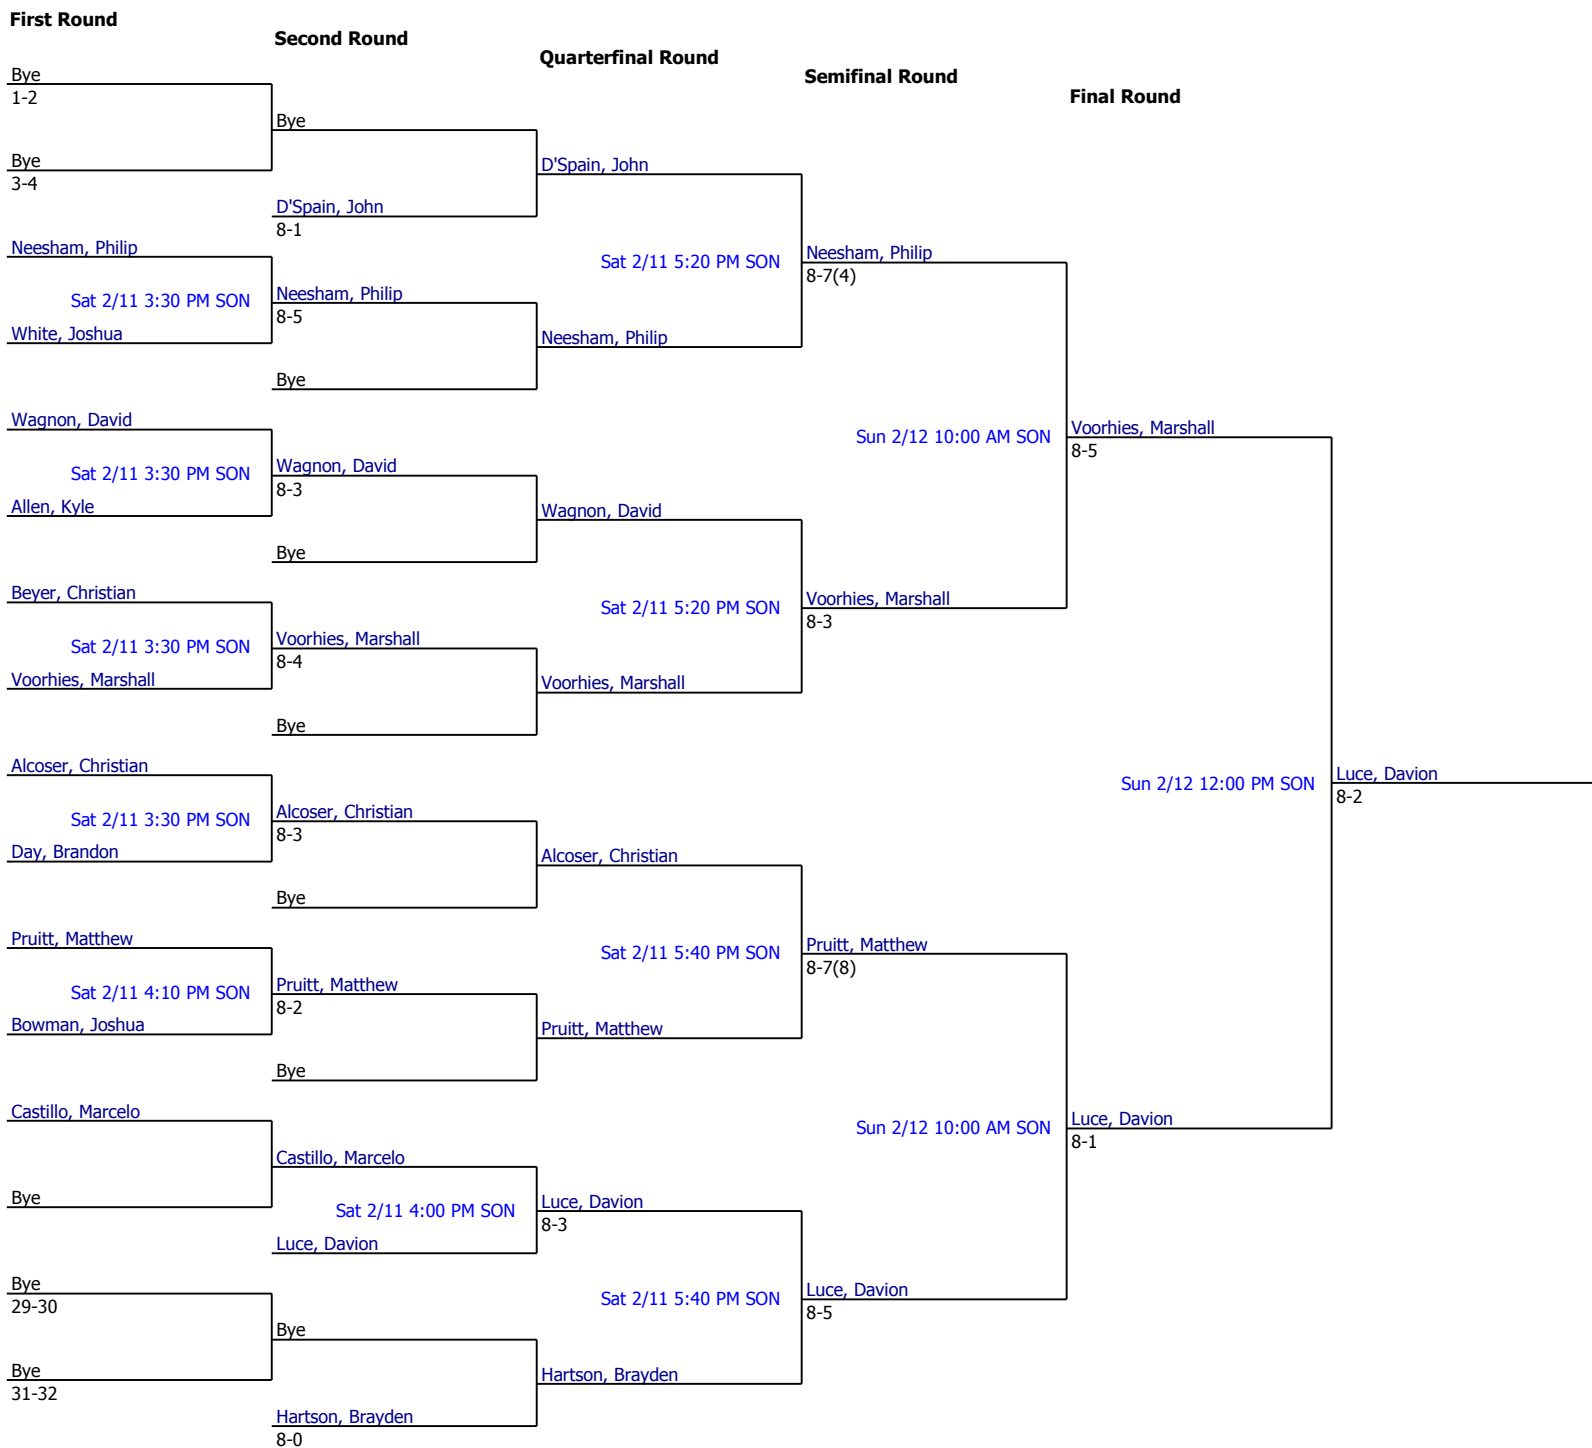 First Round
Second Round
Quarterfinal Round
Semifinal Round
Final Round
Bye
1-2
Bye
Bye
3-4
D'Spain, John
D'Spain, John
8-1
Neesham, Philip
Sat 2/11 5:20 PM SON
Neesham, Philip
8-7(4)
Sat 2/11 3:30 PM SON
Neesham, Philip
8-5
White, Joshua
Neesham, Philip
Bye
Wagnon, David
Sun 2/12 10:00 AM SON
Voorhies, Marshall
8-5
Sat 2/11 3:30 PM SON
Wagnon, David
8-3
Allen, Kyle
Wagnon, David
Bye
Beyer, Christian
Sat 2/11 5:20 PM SON
Voorhies, Marshall
8-3
Sat 2/11 3:30 PM SON
Voorhies, Marshall
8-4
Voorhies, Marshall
Voorhies, Marshall
Bye
Alcoser, Christian
Sun 2/12 12:00 PM SON
Luce, Davion
8-2
Sat 2/11 3:30 PM SON
Alcoser, Christian
8-3
Day, Brandon
Alcoser, Christian
Bye
Pruitt, Matthew
Sat 2/11 5:40 PM SON
Pruitt, Matthew
8-7(8)
Sat 2/11 4:10 PM SON
Pruitt, Matthew
8-2
Bowman, Joshua
Pruitt, Matthew
Bye
Castillo, Marcelo
Sun 2/12 10:00 AM SON
Luce, Davion
8-1
Castillo, Marcelo
Bye
Sat 2/11 4:00 PM SON
Luce, Davion
8-3
Luce, Davion
Bye
29-30
Sat 2/11 5:40 PM SON
Luce, Davion
8-5
Bye
Bye
31-32
Hartson, Brayden
Hartson, Brayden
8-0